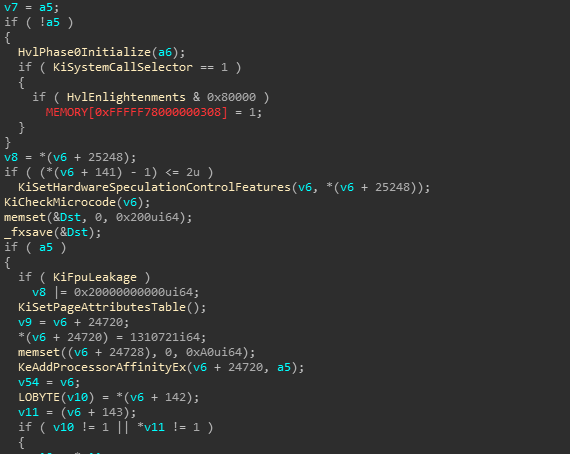 v7 = a5;
if ( !a5 )
{
HvlPhase0Initialize(a6);
if ( KiSystemCallSelector == 1 )
{
if ( HvlEnlightenments & 0x80000 )
MEMORY[0xFFFFF78000000308] = 1;
}
}
v8 = *(v6 + 25248);
if ( (*(v6 + 141) - 1) <= 2u )
KiSetHardwareSpeculationControlFeatures(v6, *(v6 + 25248));
KiCheckMicrocode(v6);
memset(&Dst, 0, 0x200ui64);
_fxsave(&Dst);
if ( a5 )
{
if ( KiFpuLeakage )
v8 |= 0x20000000000ui64;
KiSetPageAttributesTable();
v9 = v6 + 24720;
*(v6 + 24720) = 1310721i64;
memset((v6 + 24728), 0, 0xA0ui64);
KeAddProcessorAffinityEx(v6 + 24720, a5);
v54 = v6;
LOBYTE(v10) = *(v6 + 142);
v11 = (v6 + 143);
if ( v10 != 1 || *v11 != 1 )
{